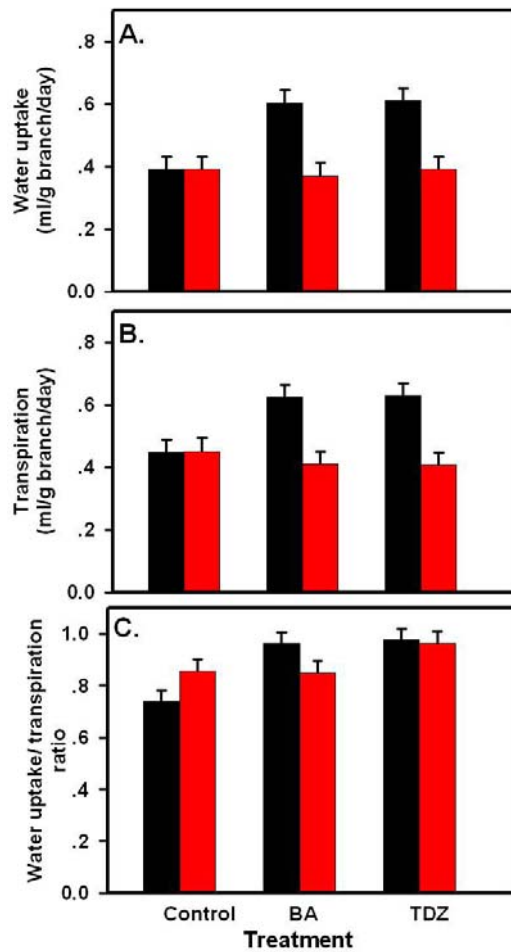 A.
Water uptake
(ml/g branch/day)
.8
.6
.4
.2
0.0
B.
Transpiration
(ml/g branch/day)
.8
.6
.4
.2
0.0
C.
Water uptake/ transpiration
ratio
1.0
.8
.6
.4
.2
0.0
Control BA TDZ
Treatment